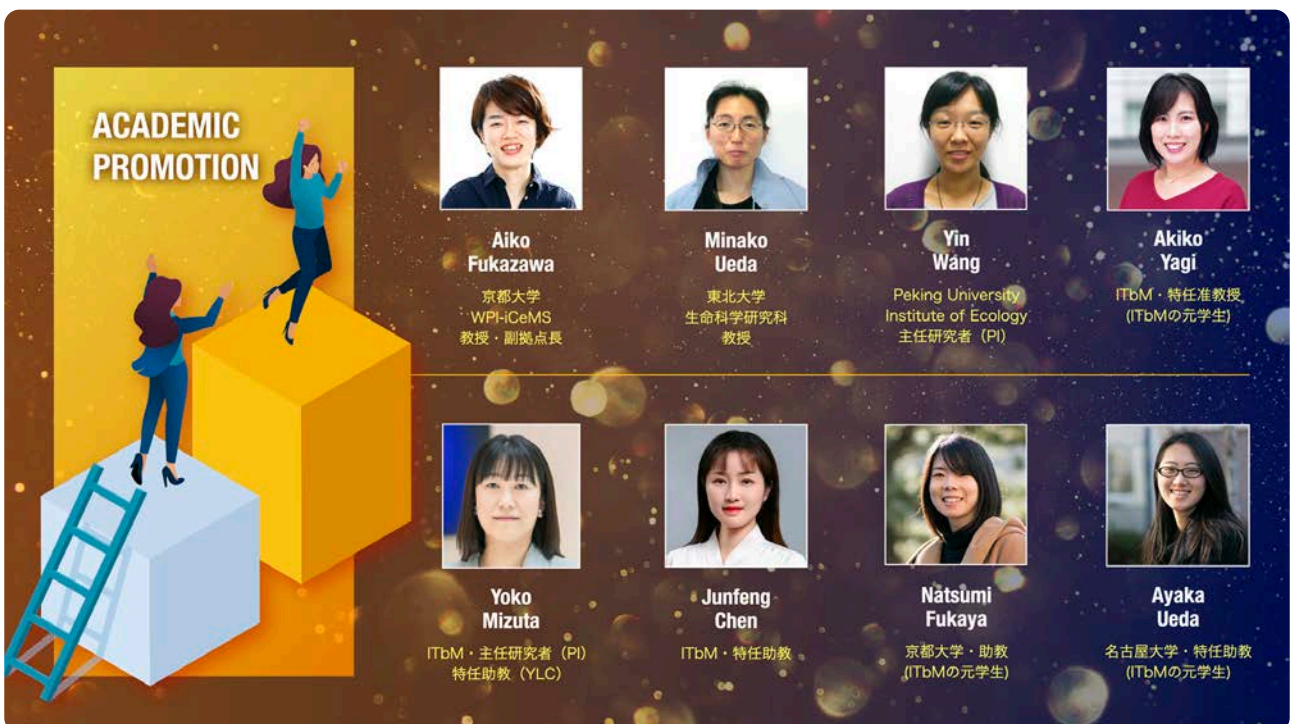 ACADEMIC
PROMOTION
Aiko
Fukazawa
京都大学
WPI-iCeMS
教授・副拠点長
Minako
Ueda
東北大学
生命科学研究科
教授
Yin
Wang
Peking University
Institute of Ecology
主任研究者（PI）
Akiko
Yagi
ITbM・特任准教授
(ITbMの元学生)
Yoko
Mizuta
ITbM・主任研究者（PI）
特任助教（YLC）
Junfeng
Chen
ITbM・特任助教
Natsumi
Fukaya
京都大学・助教
(ITbMの元学生)
Ayaka
Ueda
名古屋大学・特任助教
(ITbMの元学生)